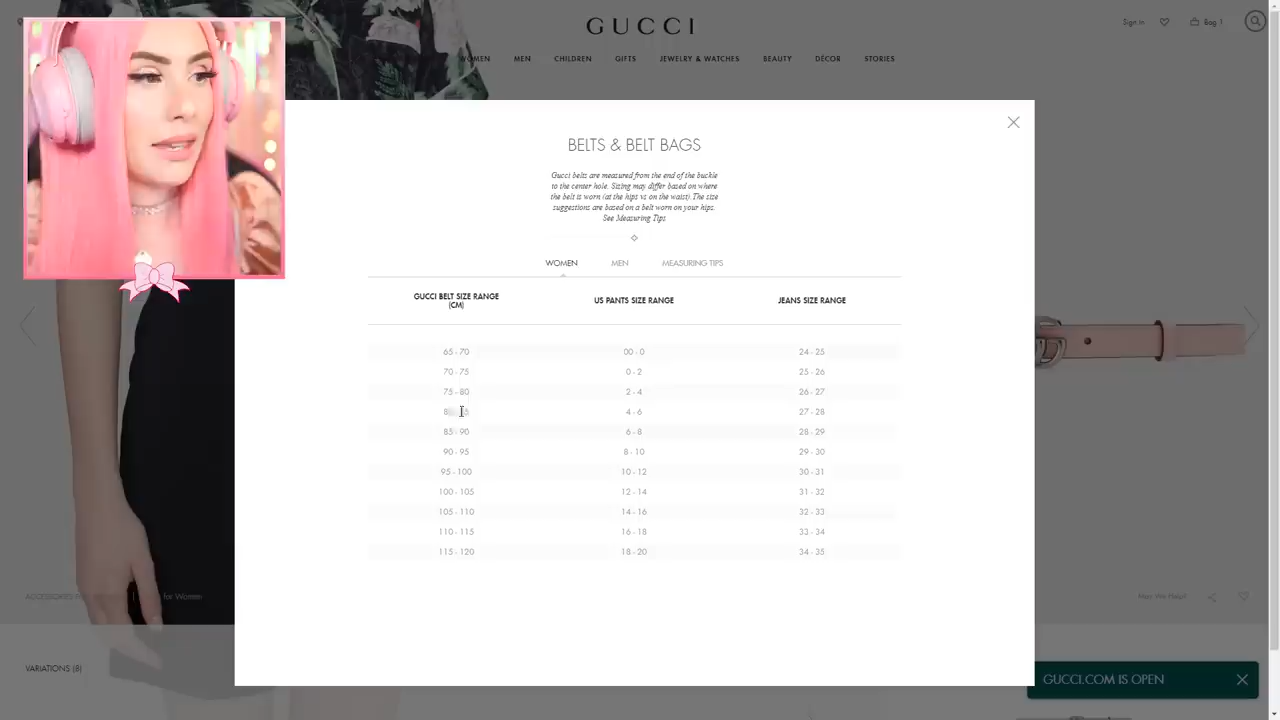 GUCCI
Sign in
Bag 1
WOMEN MEN CHILDREN GIFTS JEWELRY & WATCHES BEAUTY DÉCOR STORIES
BELTS & BELT BAGS
Gucci belts are measured from the end of the buckle
to the center hole. Sizing may differ based on where
the belt is worn (at the hips vs on the waist). The size
suggestions are based on a belt worn on your hips.
See Measuring Tips
WOMEN MEN MEASURING TIPS
GUCCI BELT SIZE RANGE
(CM)
US PANTS SIZE RANGE
JEANS SIZE RANGE
65 - 70 00 - 0 24 - 25
70 - 75 0 - 2 25 - 26
75 - 80 2 - 4 26 - 27
4 - 6 27 - 28
85 - 90 6 - 8 28 - 29
90 - 95 8 - 10 29 - 30
95 - 100 10 - 12 30 - 31
100 - 105 12 - 14 31 - 32
105 - 110 14 - 16 32 - 33
110 - 115 16 - 18 33 - 34
115 - 120 18 - 20 34 - 35
for Women
VARIATIONS (8)
GUCCI.COM IS OPEN